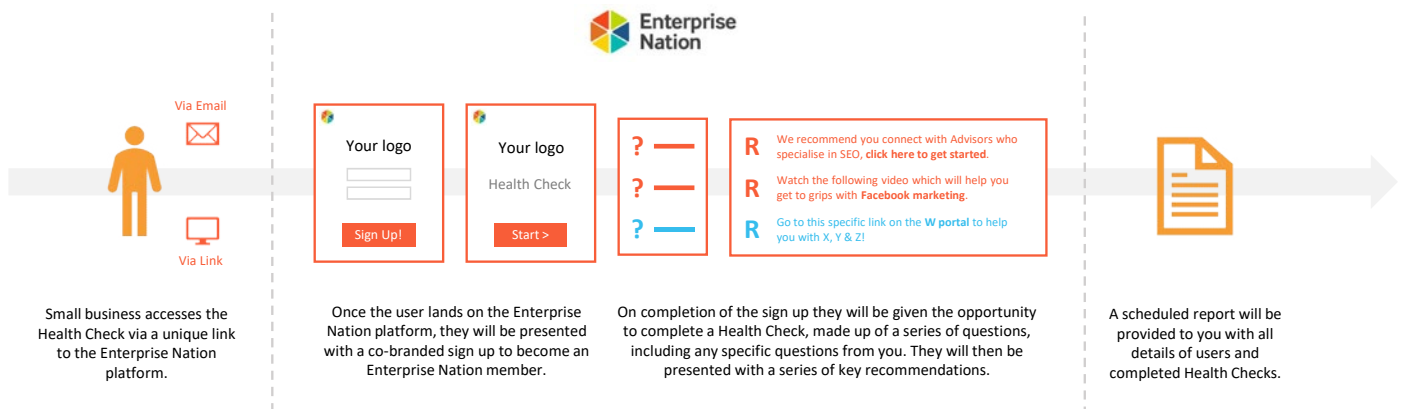 Enterprise
Nation
Via Email
Via Link
Your logo
Sign Up!
Your logo
Health Check
Start >
?
?
?
R
We recommend you connect with Advisors who
specialise in SEO, click here to get started.
R
Watch the following video which will help you
get to grips with Facebook marketing.
R
Go to this specific link on the W portal to help
you with X, Y & Z!
Small business accesses the
Health Check via a unique link
to the Enterprise Nation
platform.
Once the user lands on the Enterprise
Nation platform, they will be presented
with a co-branded sign up to become an
Enterprise Nation member.
On completion of the sign up they will be given the opportunity
to complete a Health Check, made up of a series of questions,
including any specific questions from you. They will then be
presented with a series of key recommendations.
A scheduled report will be
provided to you with all
details of users and
completed Health Checks.